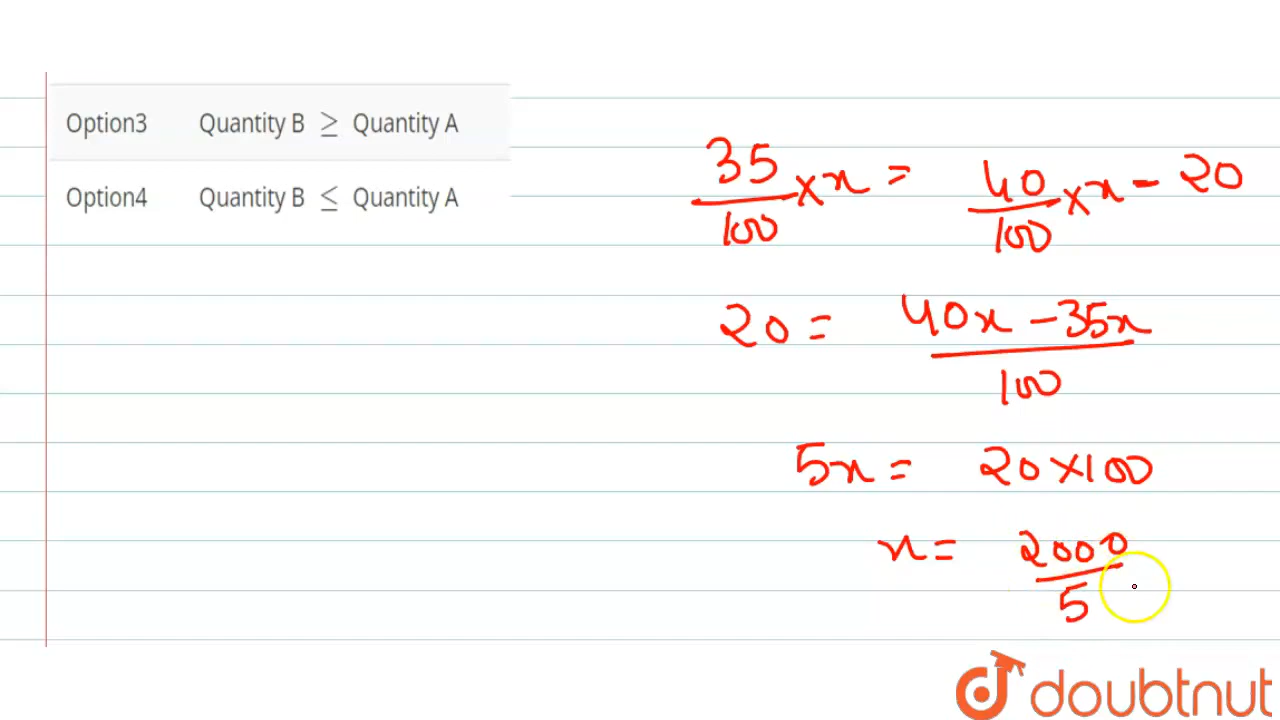 Option3 Quantity B ≥ Quantity A
Option4 Quantity B ≤ Quantity A
35/100 × x = 40/100 × x - 20
20 = 40x - 35x / 100
5x = 20 × 100
x = 2000/5
doubtnut